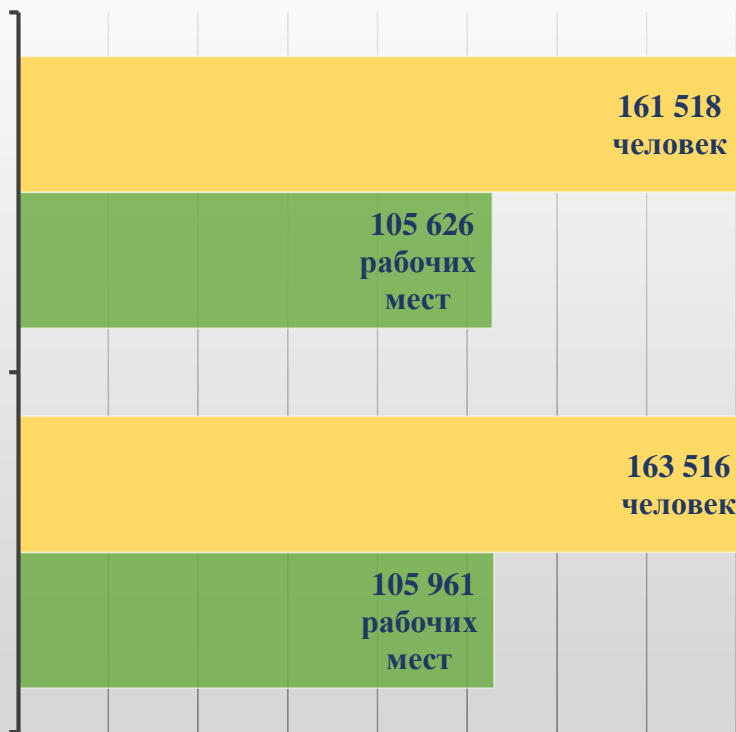 161 518
человек
105 626
рабочих
мест
163 516
человек
105 961
рабочих
мест